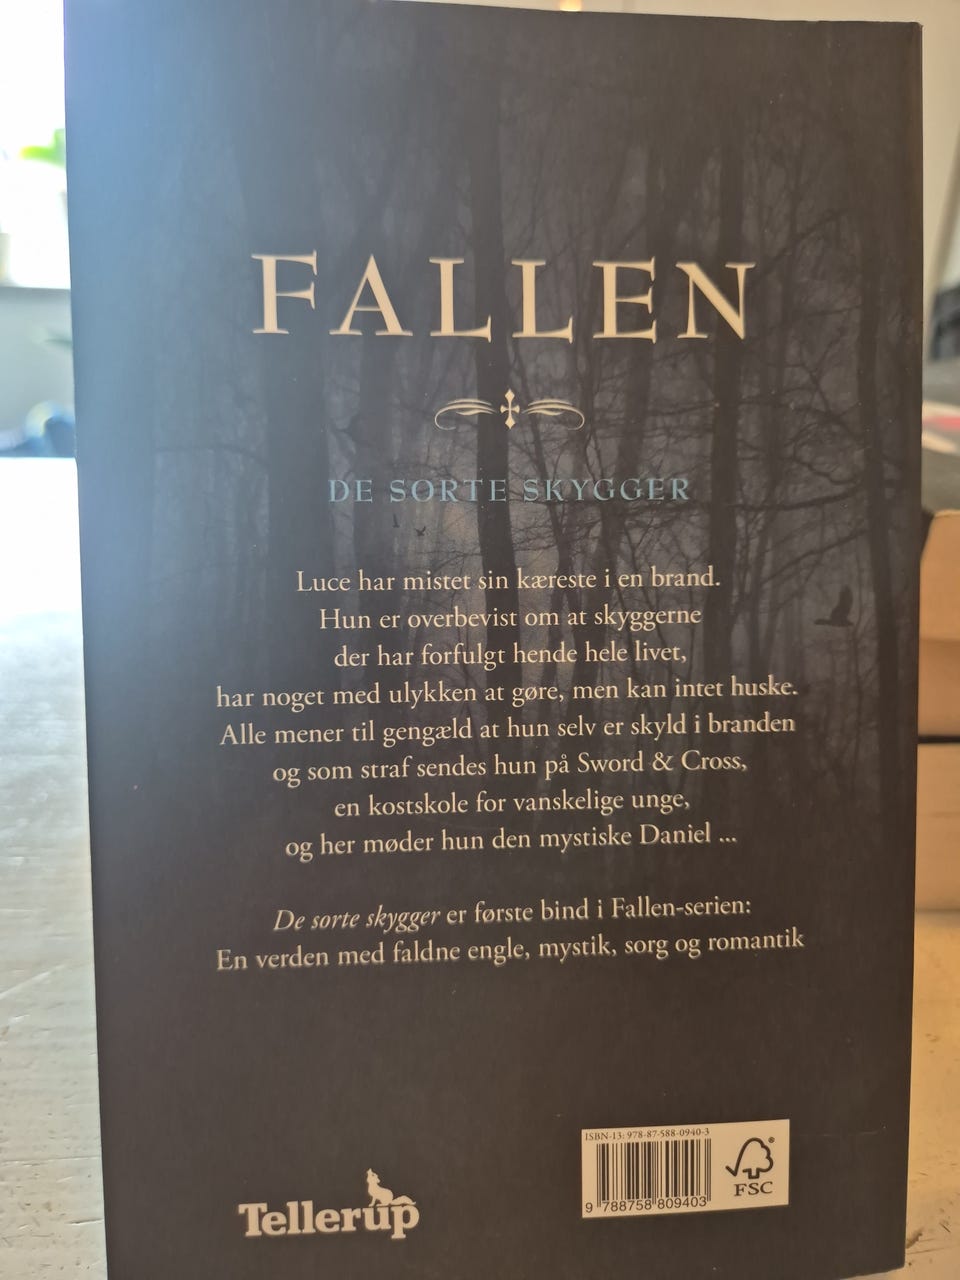 FALLEN
DE SORTE SKYGGER
Luce har mistet sin kæreste i en brand.
Hun er overbevist om at skyggerne
der har forfulgt hende hele livet,
har noget med ulykken at gøre, men kan intet huske.
Alle mener til gengæld at hun selv er skyld i branden
og som straf sendes hun på Sword & Cross,
en kostskole for vanskelige unge,
og her møder hun den mystiske Daniel ...
De sorte skygger er første bind i Fallen-serien:
En verden med faldne engle, mystik, sorg og romantik
ISBN-13: 978-87-588-0940-3
9 788758 809403
FSC
Tellerup